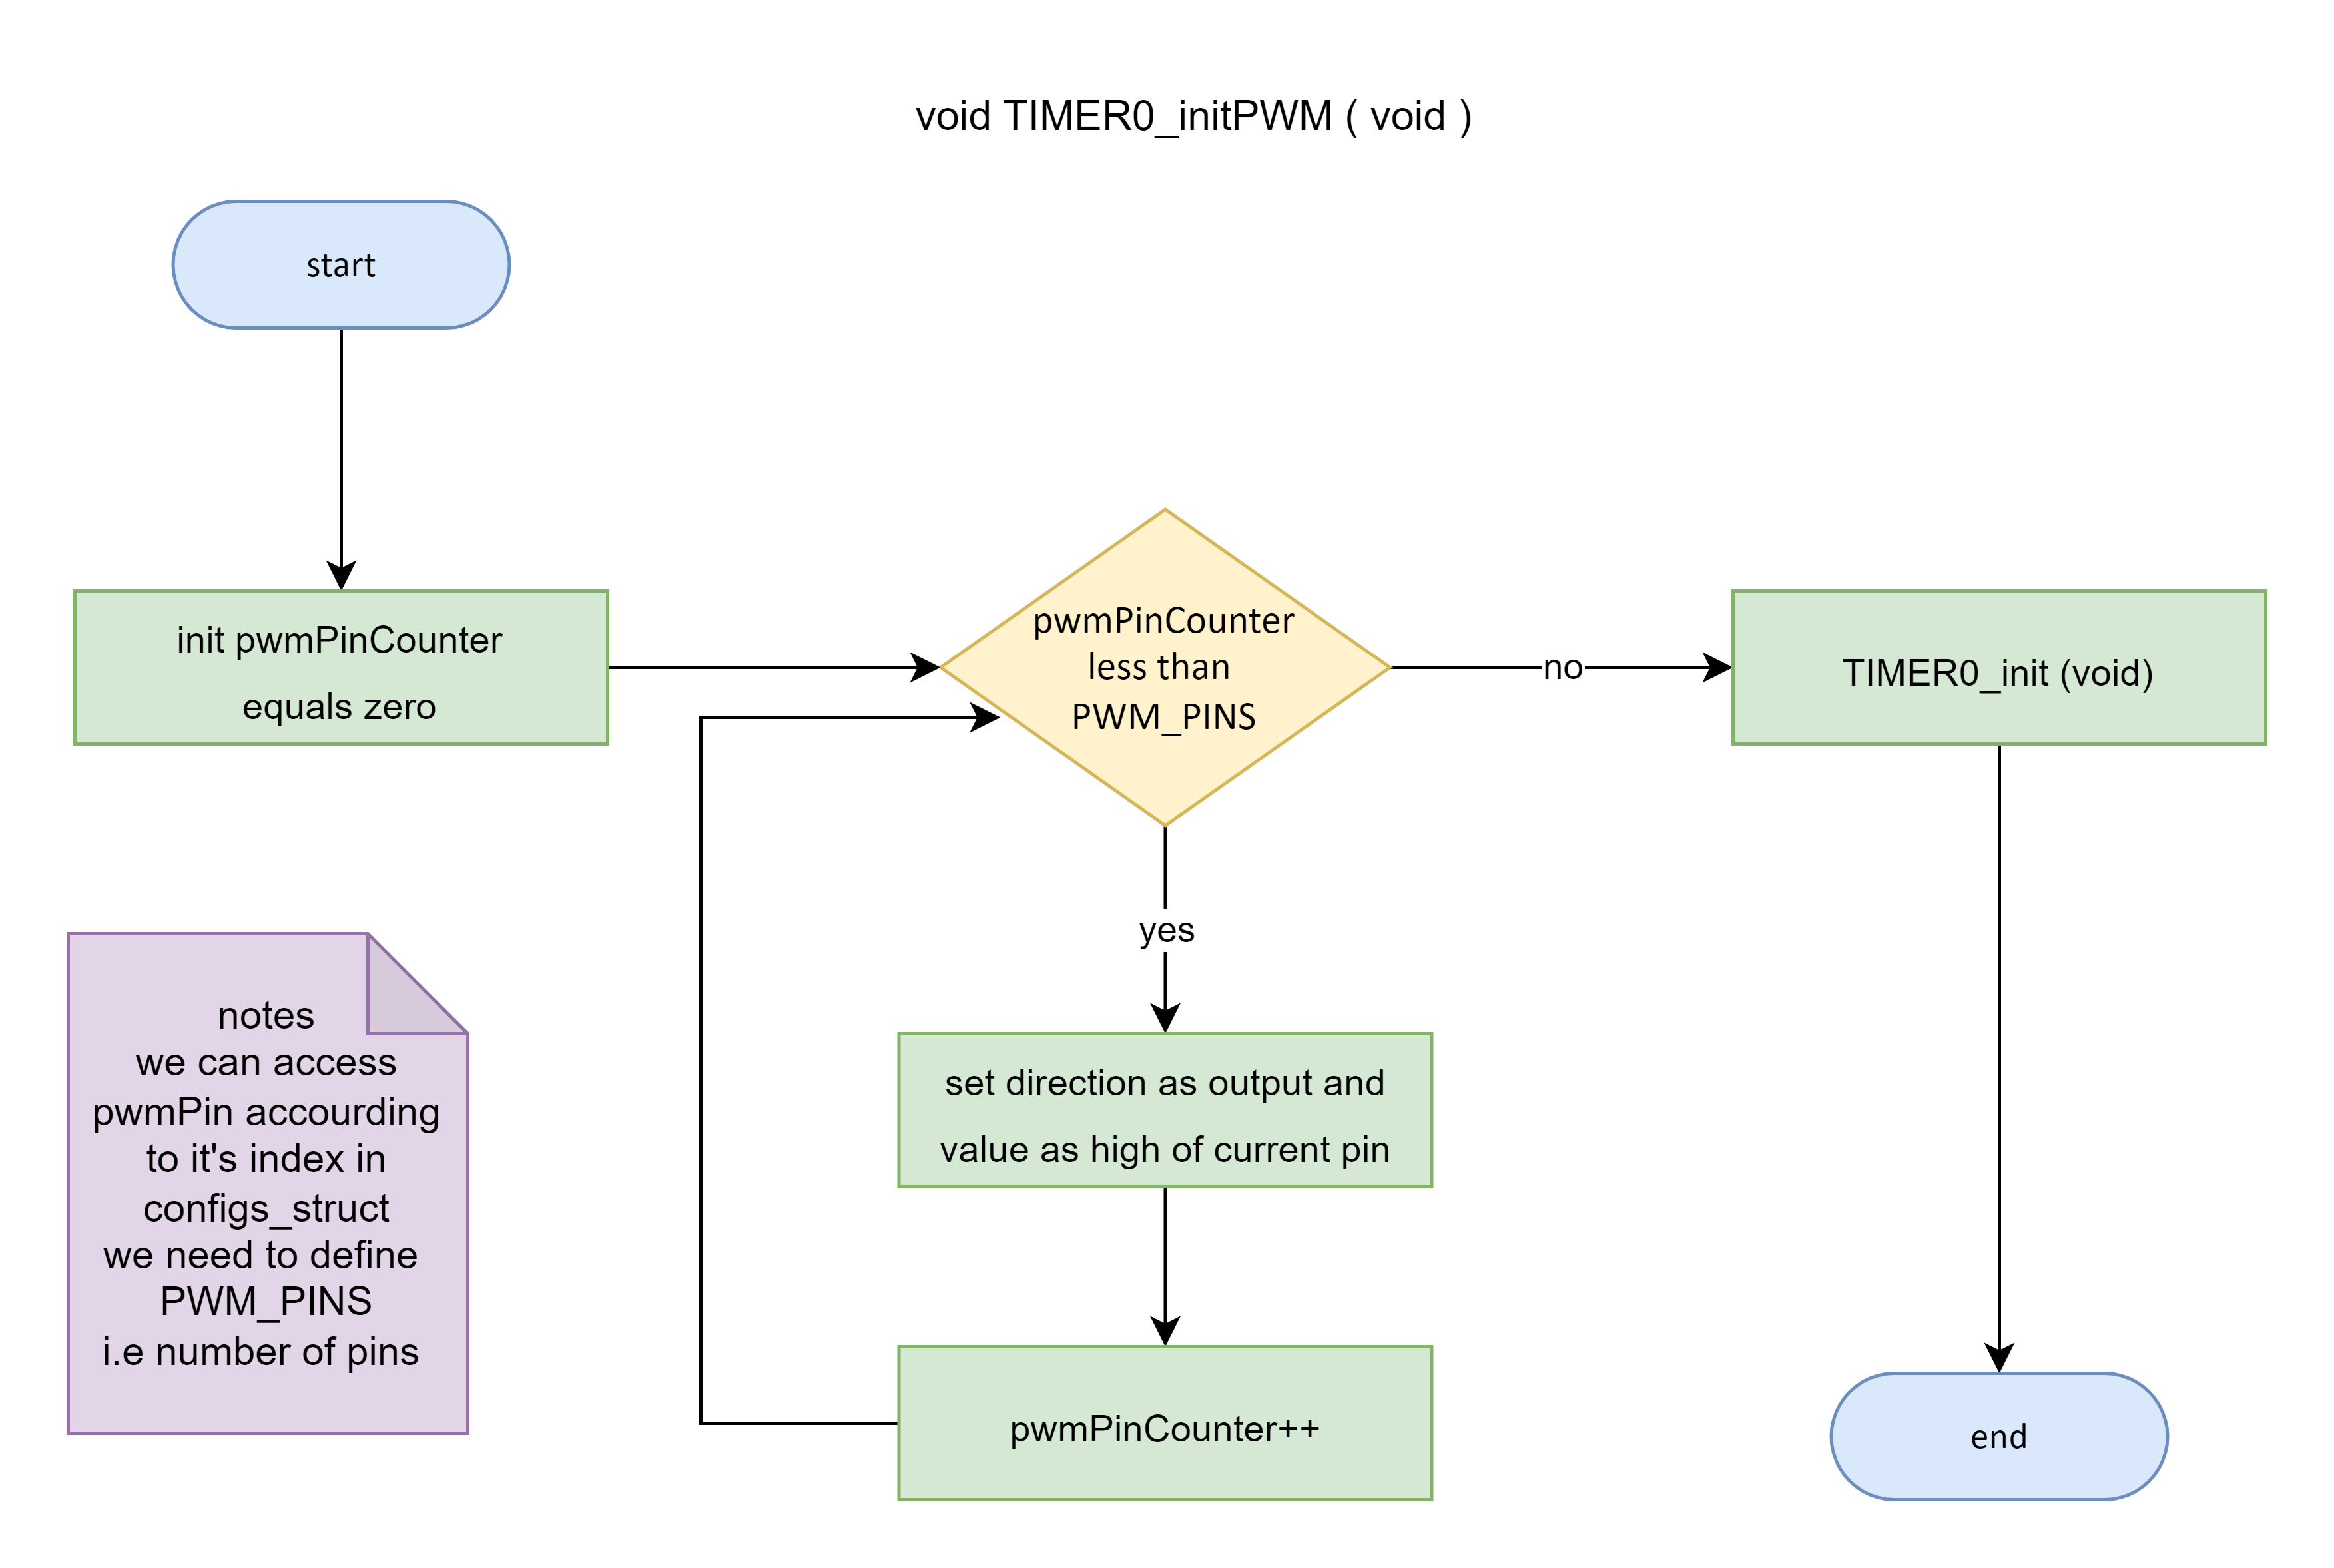 void TIMER0_initPWM ( void )
start
init pwmPinCounter
equals zero
pwmPinCounter
less than
PWM_PINS
no
TIMER0_init (void)
yes
set direction as output and
value as high of current pin
pwmPinCounter++
end
notes
we can access
pwmPin accourding
to it's index in
configs_struct
we need to define
PWM_PINS
i.e number of pins